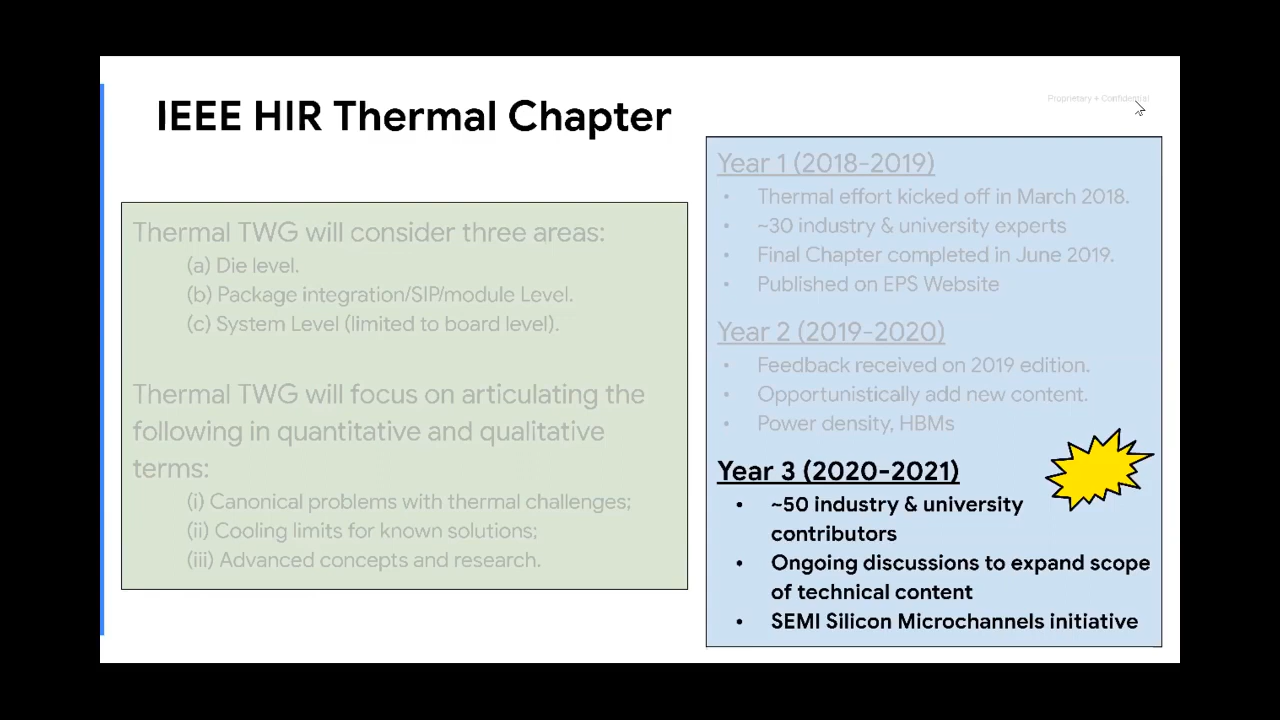 IEEE HIR Thermal Chapter
Proprietary + Confidential
Thermal TWG will consider three areas:
(a) Die level.
(b) Package integration/SIP/module Level.
(c) System Level (limited to board level).
Thermal TWG will focus on articulating the
following in quantitative and qualitative
terms:
(i) Canonical problems with thermal challenges;
(ii) Cooling limits for known solutions;
(iii) Advanced concepts and research.
Year 1 (2018-2019)
• Thermal effort kicked off in March 2018.
• ~30 industry & university experts
• Final Chapter completed in June 2019.
• Published on EPS Website
Year 2 (2019-2020)
• Feedback received on 2019 edition.
• Opportunistically add new content.
• Power density, HBMs
Year 3 (2020-2021)
• ~50 industry & university
contributors
• Ongoing discussions to expand scope
of technical content
• SEMI Silicon Microchannels initiative